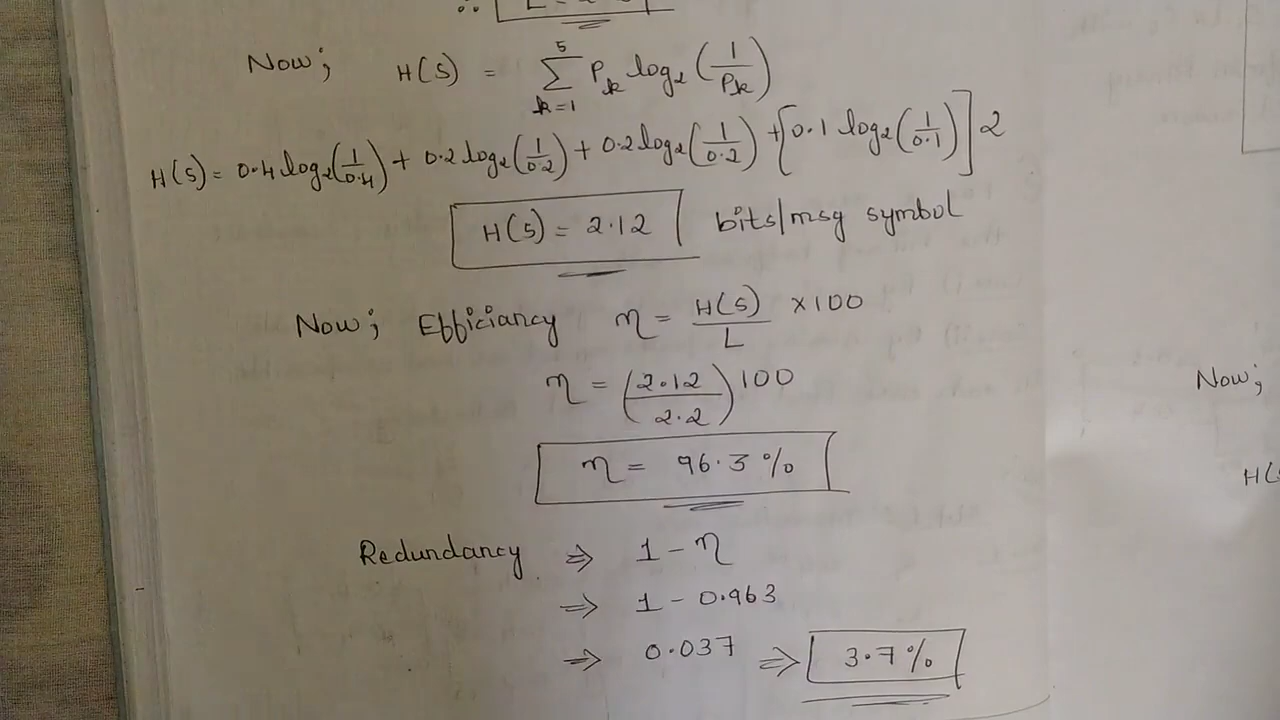 ∴
Now; H(S) = Σ_{k=1}^{5} P_k log₂(1/P_k)
H(S) = 0.4 log₂(1/0.4) + 0.2 log₂(1/0.2) + 0.2 log₂(1/0.2) + [0.1 log₂(1/0.1)] 2
H(S) = 2.12 bits/msg symbol
Now; Efficiancy η = H(S)/L × 100
η = (2.12/2.2) 100
η = 96.3 %
Redundancy ⇒ 1 - η
⇒ 1 - 0.963
⇒ 0.037 ⇒ 3.7 %
Now;
H(